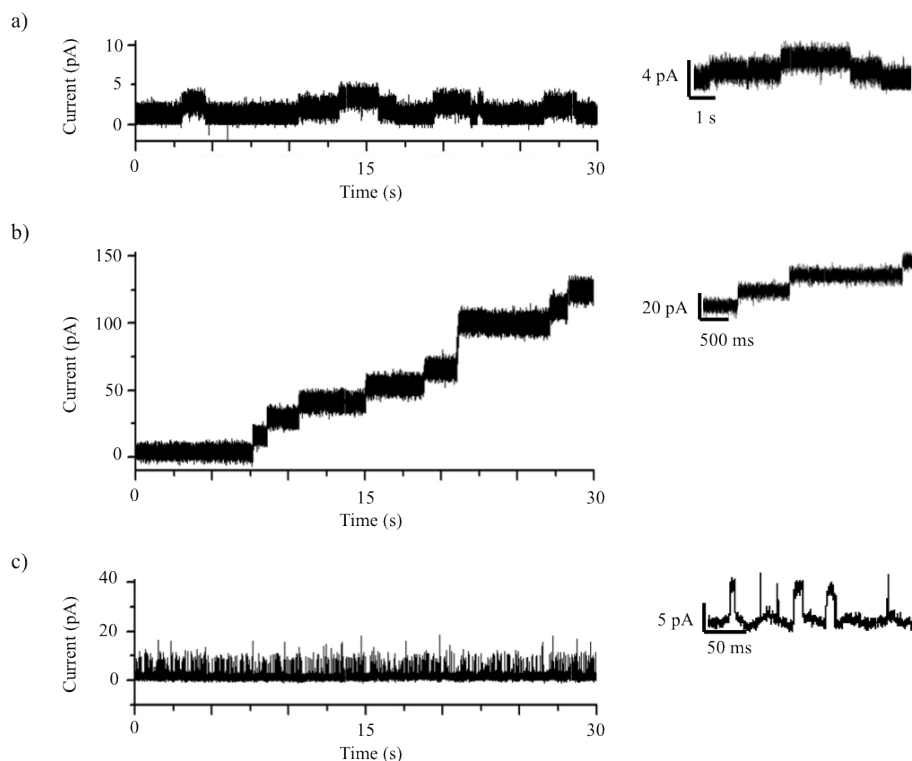 a)
10
5
0
Current (pA)
0 15 30
Time (s)
4 pA
1 s
b)
150
100
50
0
Current (pA)
0 15 30
Time (s)
20 pA
500 ms
c)
40
20
0
Current (pA)
0 15 30
Time (s)
5 pA
50 ms